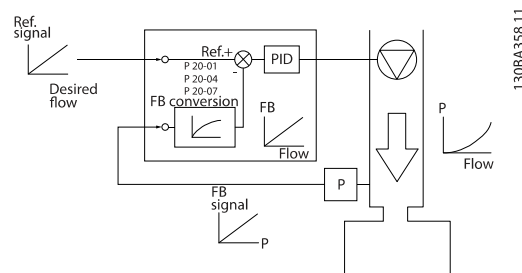 Ref.
signal
Desired
flow
Ref.+
-
P 20-01
P 20-04
P 20-07
FB conversion
PID
FB
Flow
P
FB
signal
P
P
Flow
130BA358.11